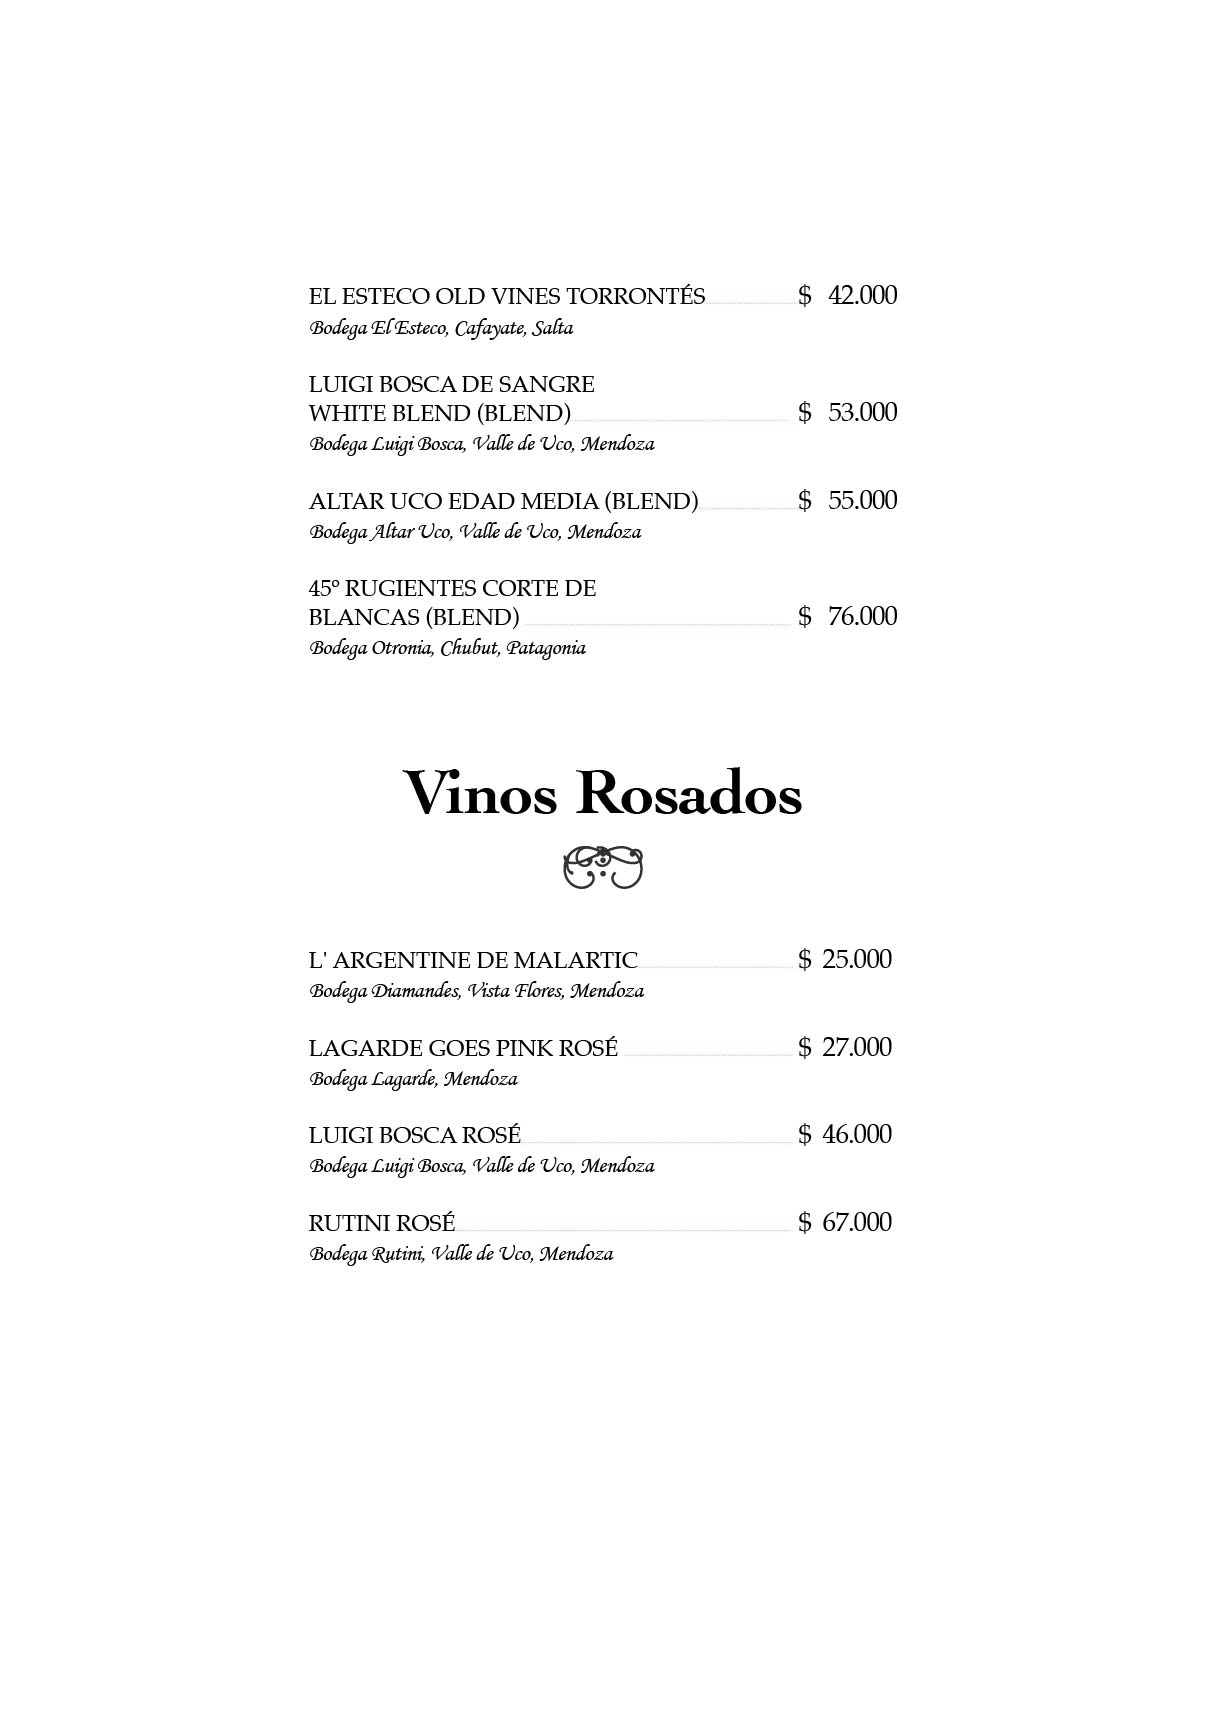 EL ESTECO OLD VINES TORRONTÉS $ 42.000
Bodega El Esteco, Cafayate, Salta
LUIGI BOSCA DE SANGRE
WHITE BLEND (BLEND) $ 53.000
Bodega Luigi Bosca, Valle de Uco, Mendoza
ALTAR UCO EDAD MEDIA (BLEND) $ 55.000
Bodega Altar Uco, Valle de Uco, Mendoza
45º RUGIENTES CORTE DE
BLANCAS (BLEND) $ 76.000
Bodega Otronia, Chubut, Patagonia
Vinos Rosados
L' ARGENTINE DE MALARTIC $ 25.000
Bodega Diamandes, Vista Flores, Mendoza
LAGARDE GOES PINK ROSÉ $ 27.000
Bodega Lagarde, Mendoza
LUIGI BOSCA ROSÉ $ 46.000
Bodega Luigi Bosca, Valle de Uco, Mendoza
RUTINI ROSÉ $ 67.000
Bodega Rutini, Valle de Uco, Mendoza